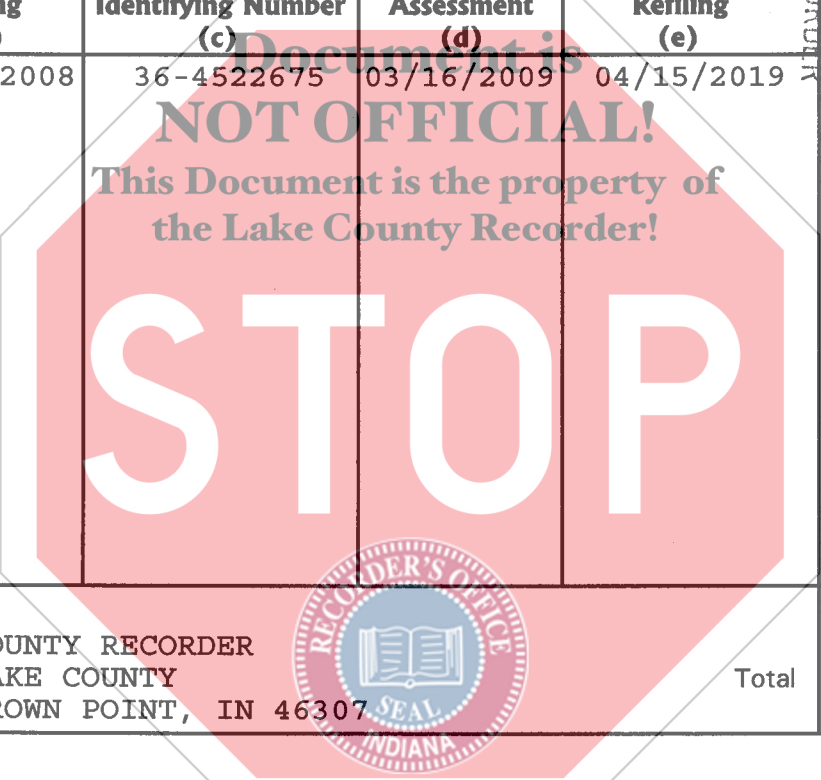 ng Identifying Number Assessment Refiling
(c) (d) (e)
2008 36-4522675 03/16/2009 04/15/2019
Document is
NOT OFFICIAL!
This Document is the property of
the Lake County Recorder!
STOP
RECORDER'S OFFICE
SEAL
INDIANA
OUNTY RECORDER
AKE COUNTY Total
ROWN POINT, IN 46307